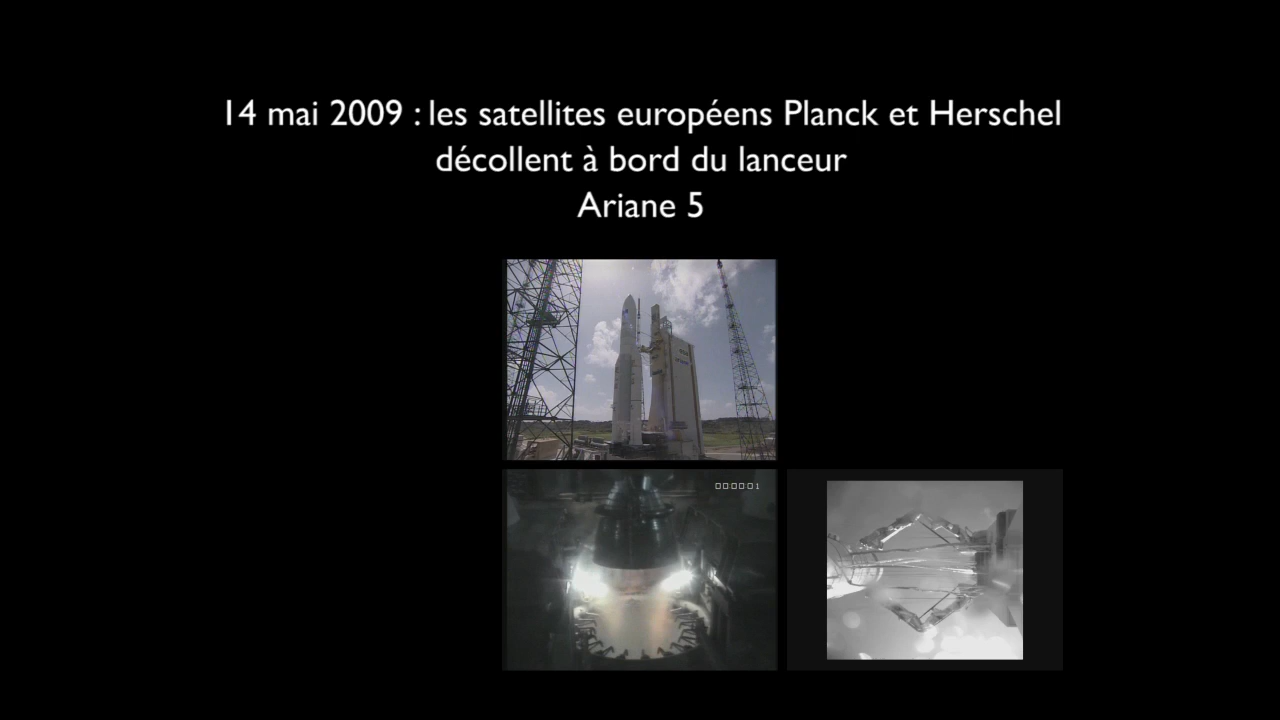 14 mai 2009 : les satellites européens Planck et Herschel
décollent à bord du lanceur
Ariane 5